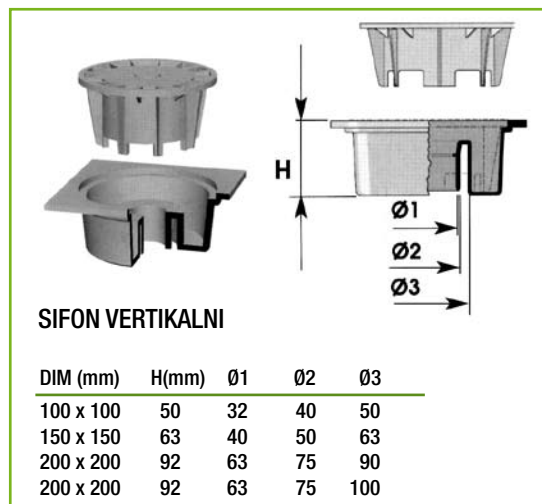 H
Ø1
Ø2
Ø3
SIFON VERTIKALNI
DIM (mm) H(mm) Ø1 Ø2 Ø3
100 x 100 50 32 40 50
150 x 150 63 40 50 63
200 x 200 92 63 75 90
200 x 200 92 63 75 100